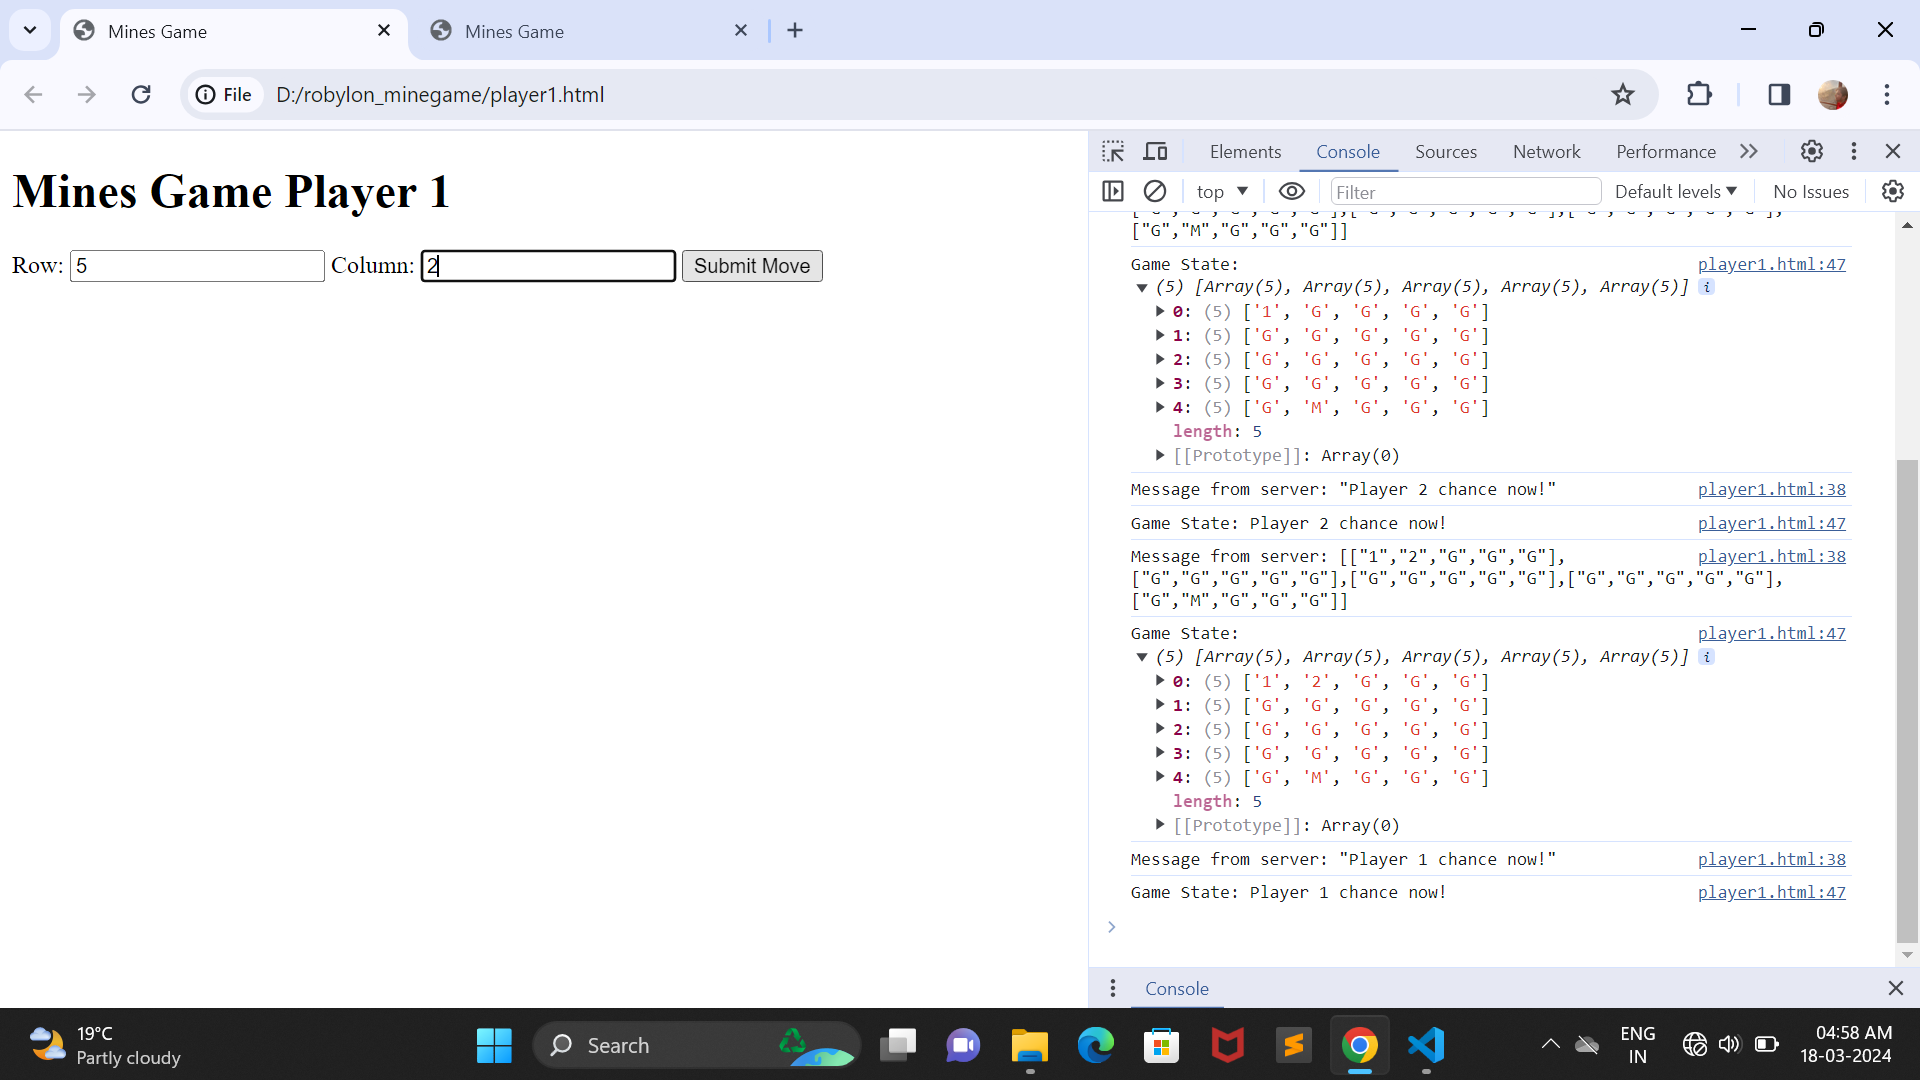 Mines Game
Mines Game
File D:/robylon_minegame/player1.html
Mines Game Player 1
Row: 5 Column: 2 Submit Move
Elements Console Sources Network Performance
top Filter Default levels No Issues
["G","M","G","G","G"]]
Game State: player1.html:47
(5) [Array(5), Array(5), Array(5), Array(5), Array(5)] i
0: (5) ['1', 'G', 'G', 'G', 'G']
1: (5) ['G', 'G', 'G', 'G', 'G']
2: (5) ['G', 'G', 'G', 'G', 'G']
3: (5) ['G', 'G', 'G', 'G', 'G']
4: (5) ['G', 'M', 'G', 'G', 'G']
length: 5
[[Prototype]]: Array(0)
Message from server: "Player 2 chance now!" player1.html:38
Game State: Player 2 chance now! player1.html:47
Message from server: [["1","2","G","G","G"], player1.html:38
["G","G","G","G","G"],["G","G","G","G","G"],["G","G","G","G","G"],
["G","M","G","G","G"]]
Game State: player1.html:47
(5) [Array(5), Array(5), Array(5), Array(5), Array(5)] i
0: (5) ['1', '2', 'G', 'G', 'G']
1: (5) ['G', 'G', 'G', 'G', 'G']
2: (5) ['G', 'G', 'G', 'G', 'G']
3: (5) ['G', 'G', 'G', 'G', 'G']
4: (5) ['G', 'M', 'G', 'G', 'G']
length: 5
[[Prototype]]: Array(0)
Message from server: "Player 1 chance now!" player1.html:38
Game State: Player 1 chance now! player1.html:47
Console
19°C
Partly cloudy
Search
ENG
IN
04:58 AM
18-03-2024